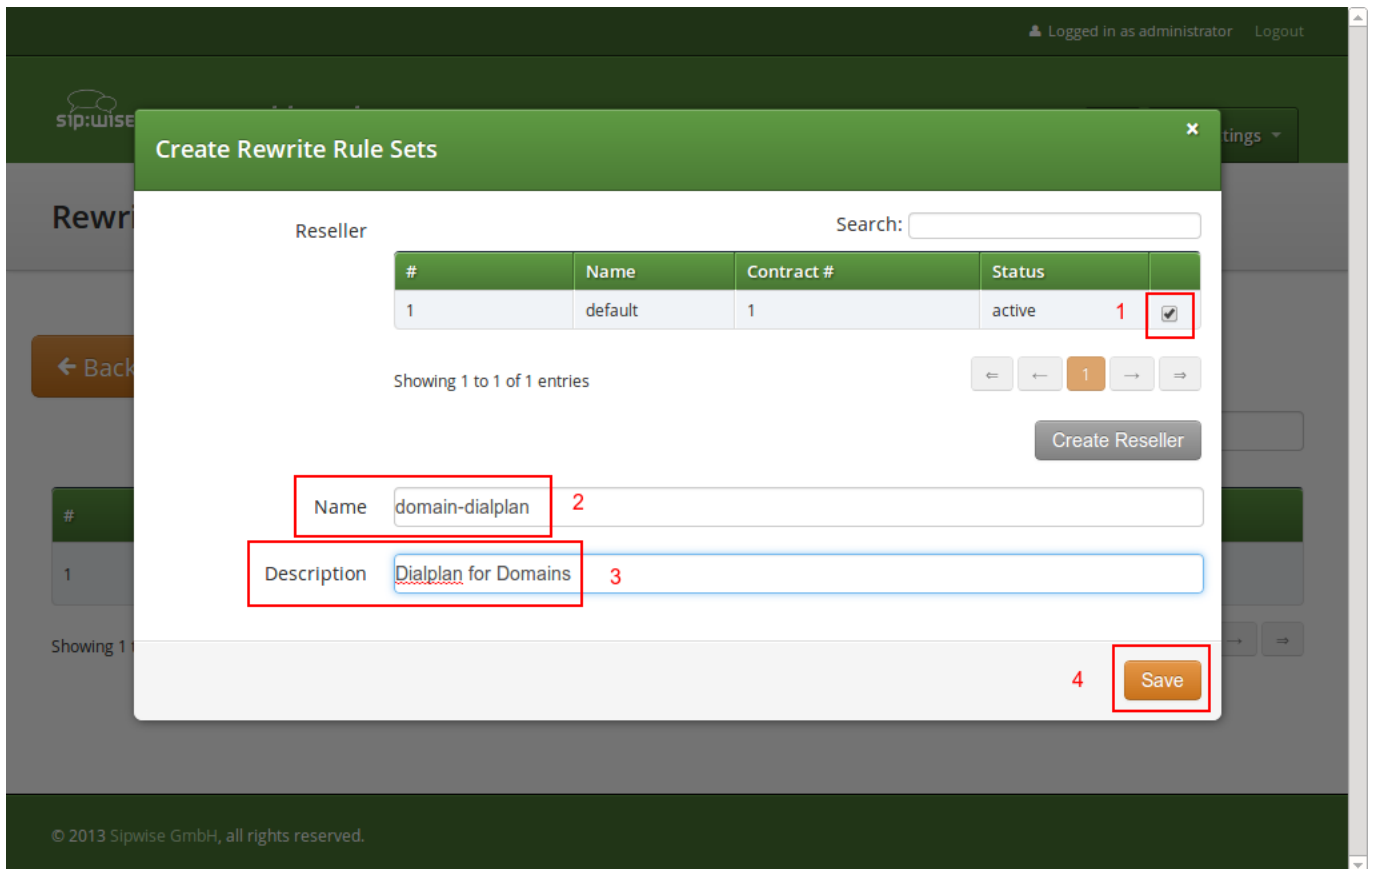 Logged in as administrator Logout
sip:wise
tings
Create Rewrite Rule Sets ×
Rewri
Reseller
Search:
# Name Contract # Status
1 default 1 active 1
← Back
Showing 1 to 1 of 1 entries
⇐ ← 1 → ⇒
Create Reseller
Name domain-dialplan 2
#
Description Dialplan for Domains 3
1
Showing 1 t
→ ⇒
4 Save
© 2013 Sipwise GmbH, all rights reserved.